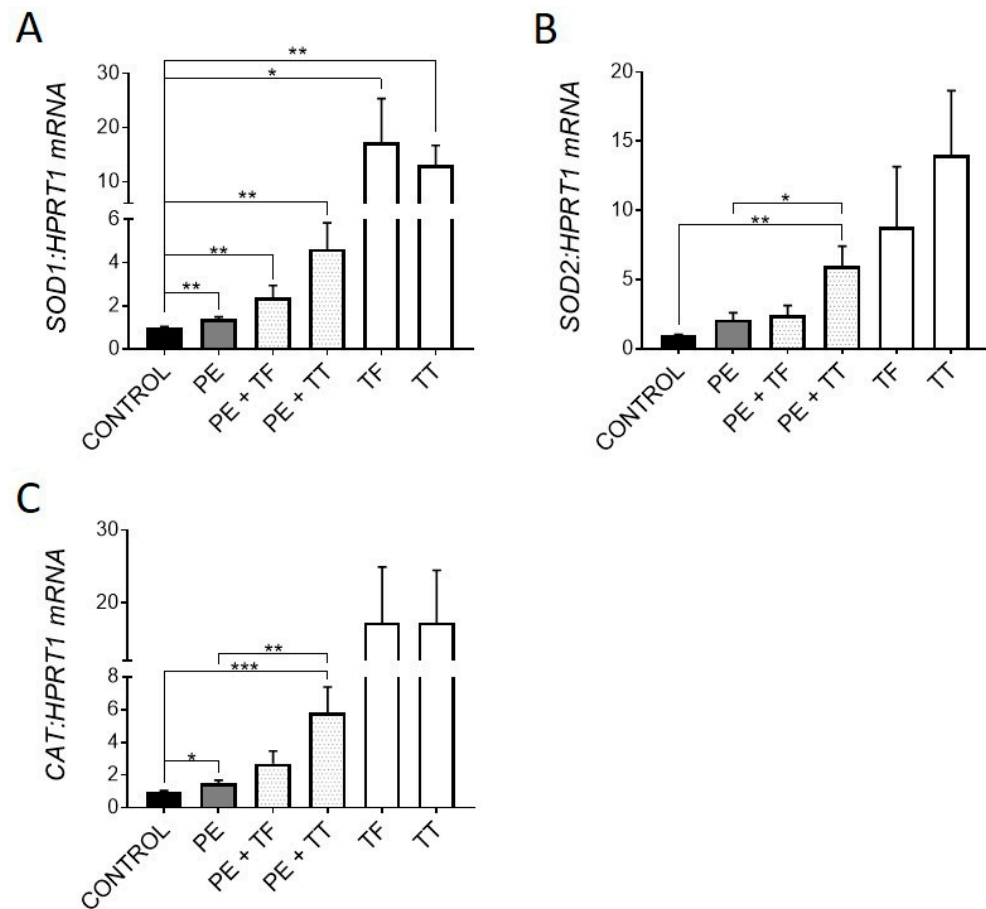 A
SOD1:HPRT1 mRNA
30
20
10
6
4
2
0
**
*
**
**
**
CONTROL
PE
PE + TF
PE + TT
TF
TT
B
SOD2:HPRT1 mRNA
20
15
10
5
0
*
**
CONTROL
PE
PE + TF
PE + TT
TF
TT
C
CAT:HPRT1 mRNA
30
20
8
6
4
2
0
**
***
*
CONTROL
PE
PE + TF
PE + TT
TF
TT